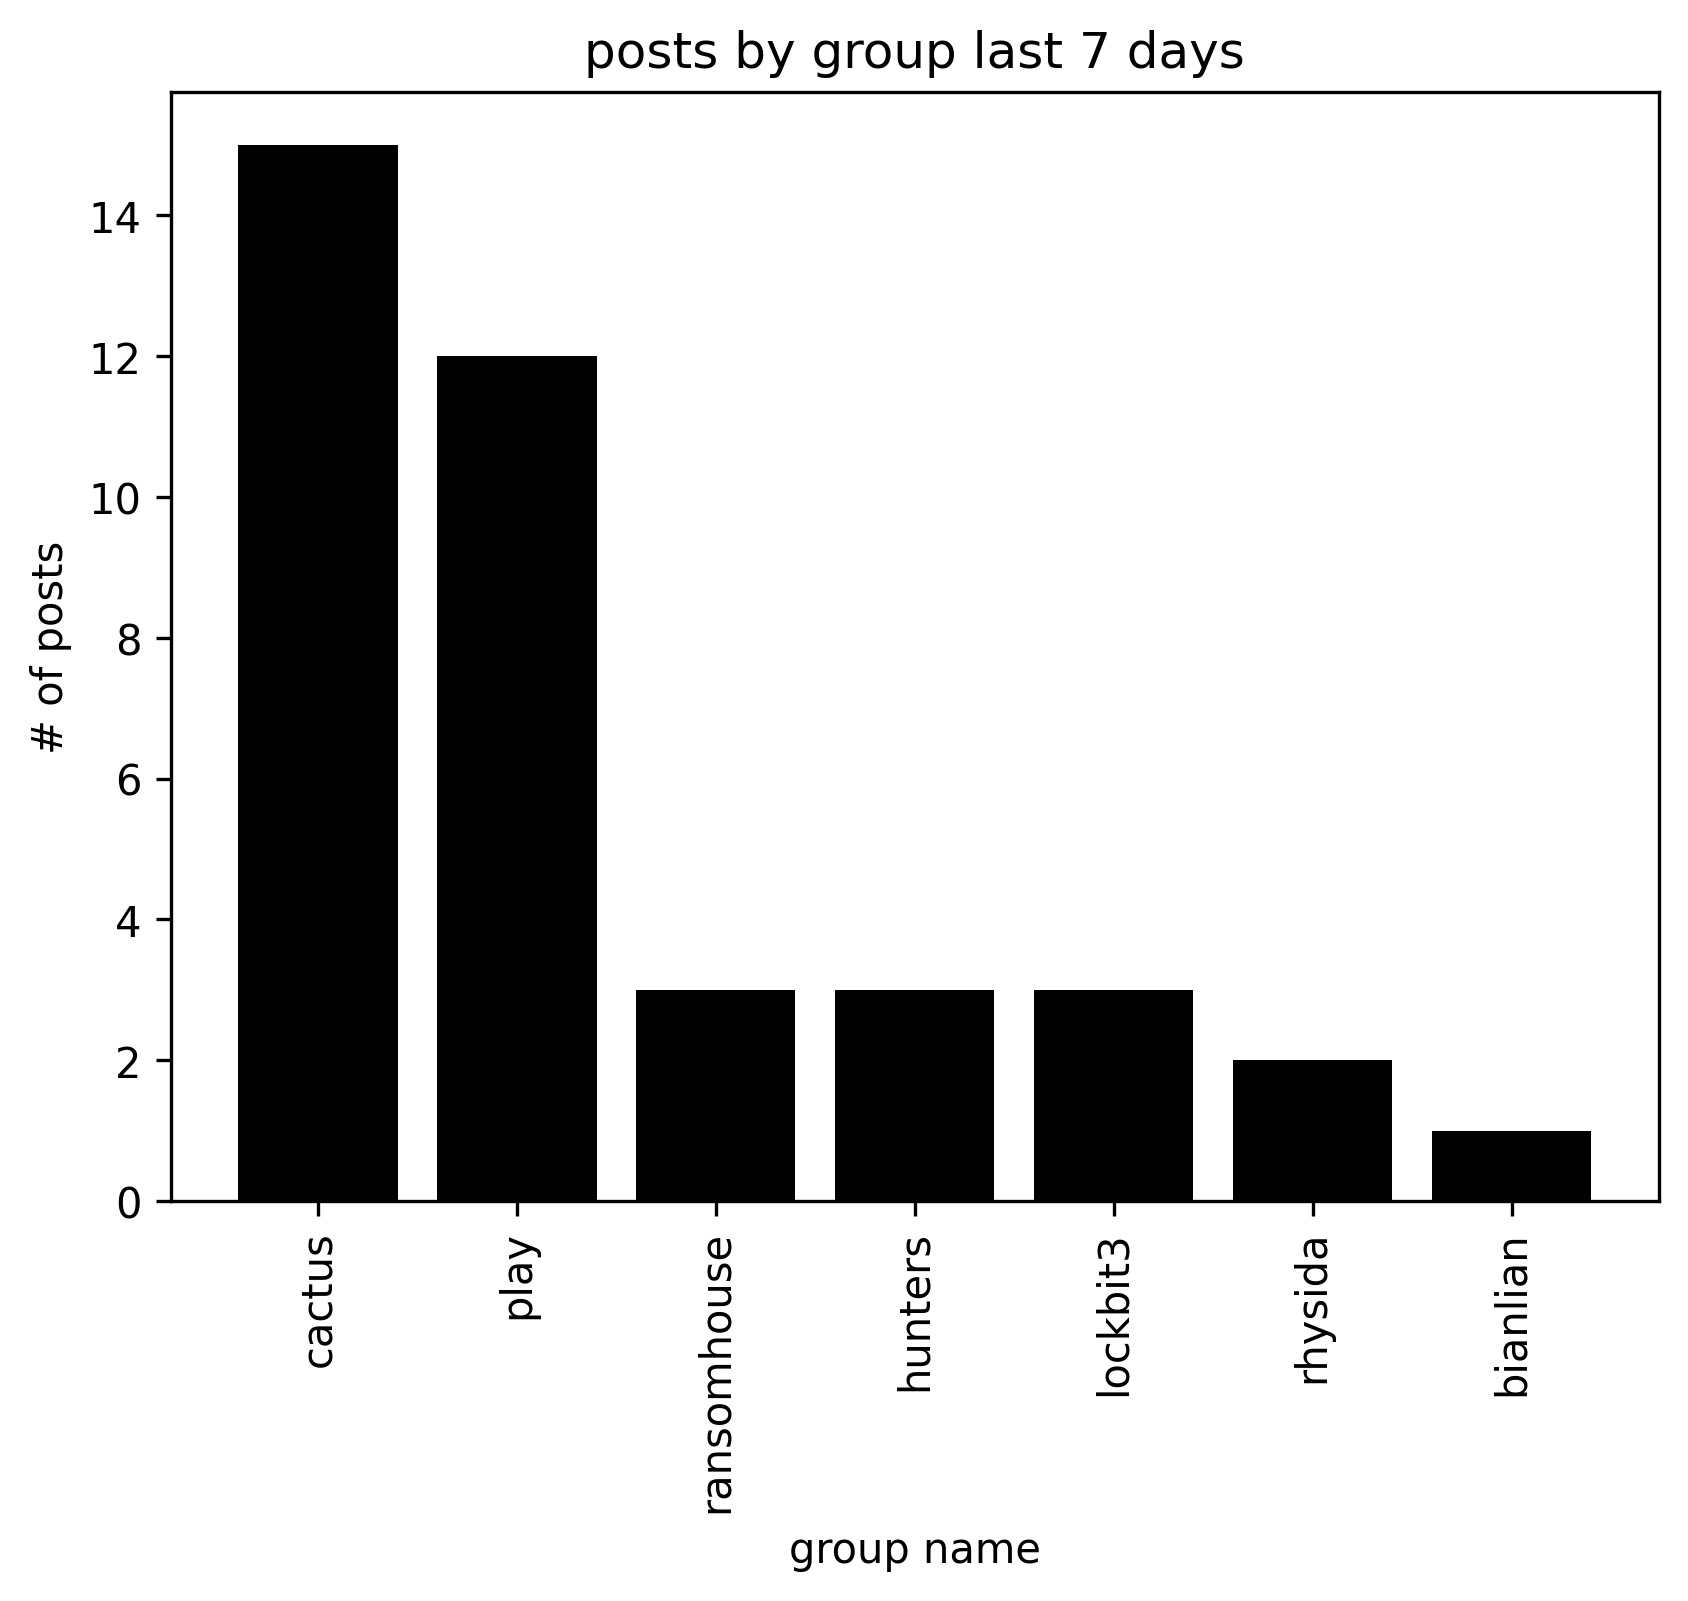 posts by group last 7 days
# of posts
14
12
10
8
6
4
2
0
cactus
play
ransomhouse
hunters
lockbit3
rhysida
bianlian
group name